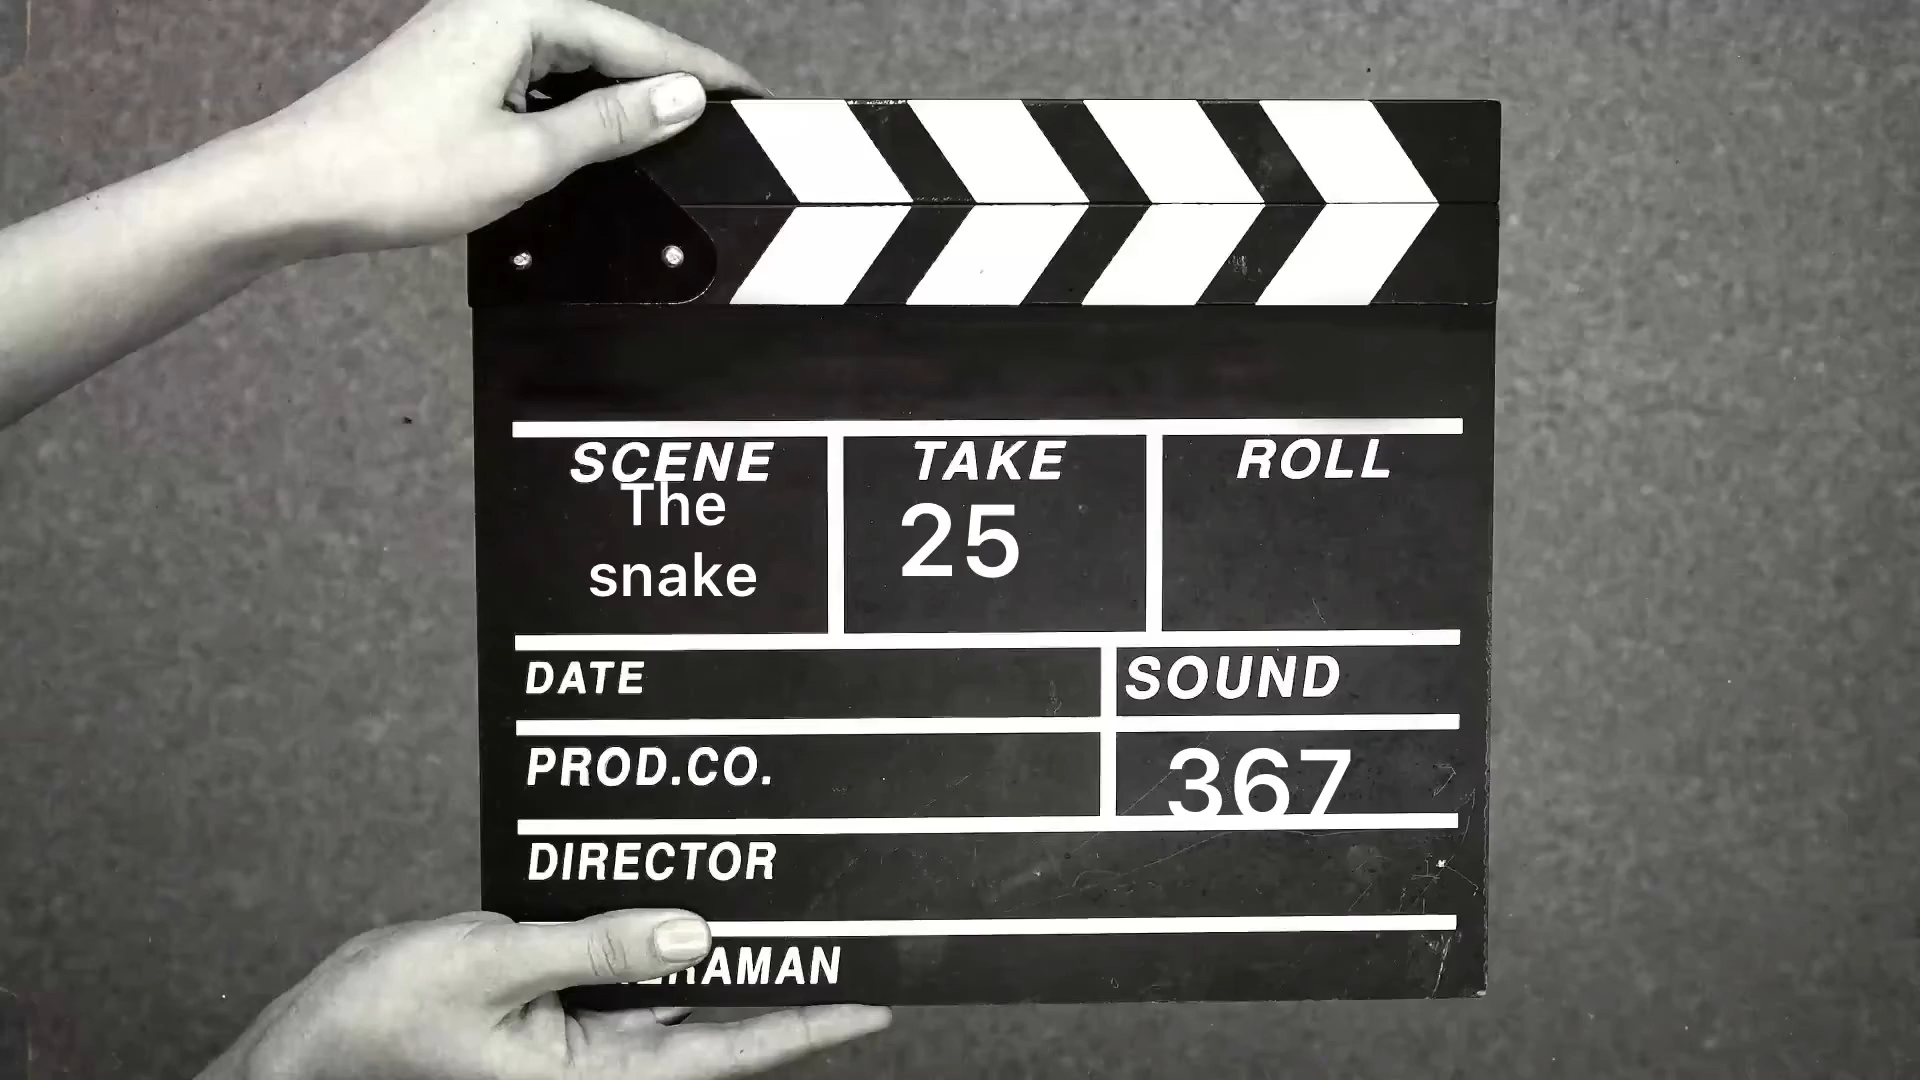 SCENE TAKE ROLL
The
snake
25
DATE
SOUND
PROD.CO.
367
DIRECTOR